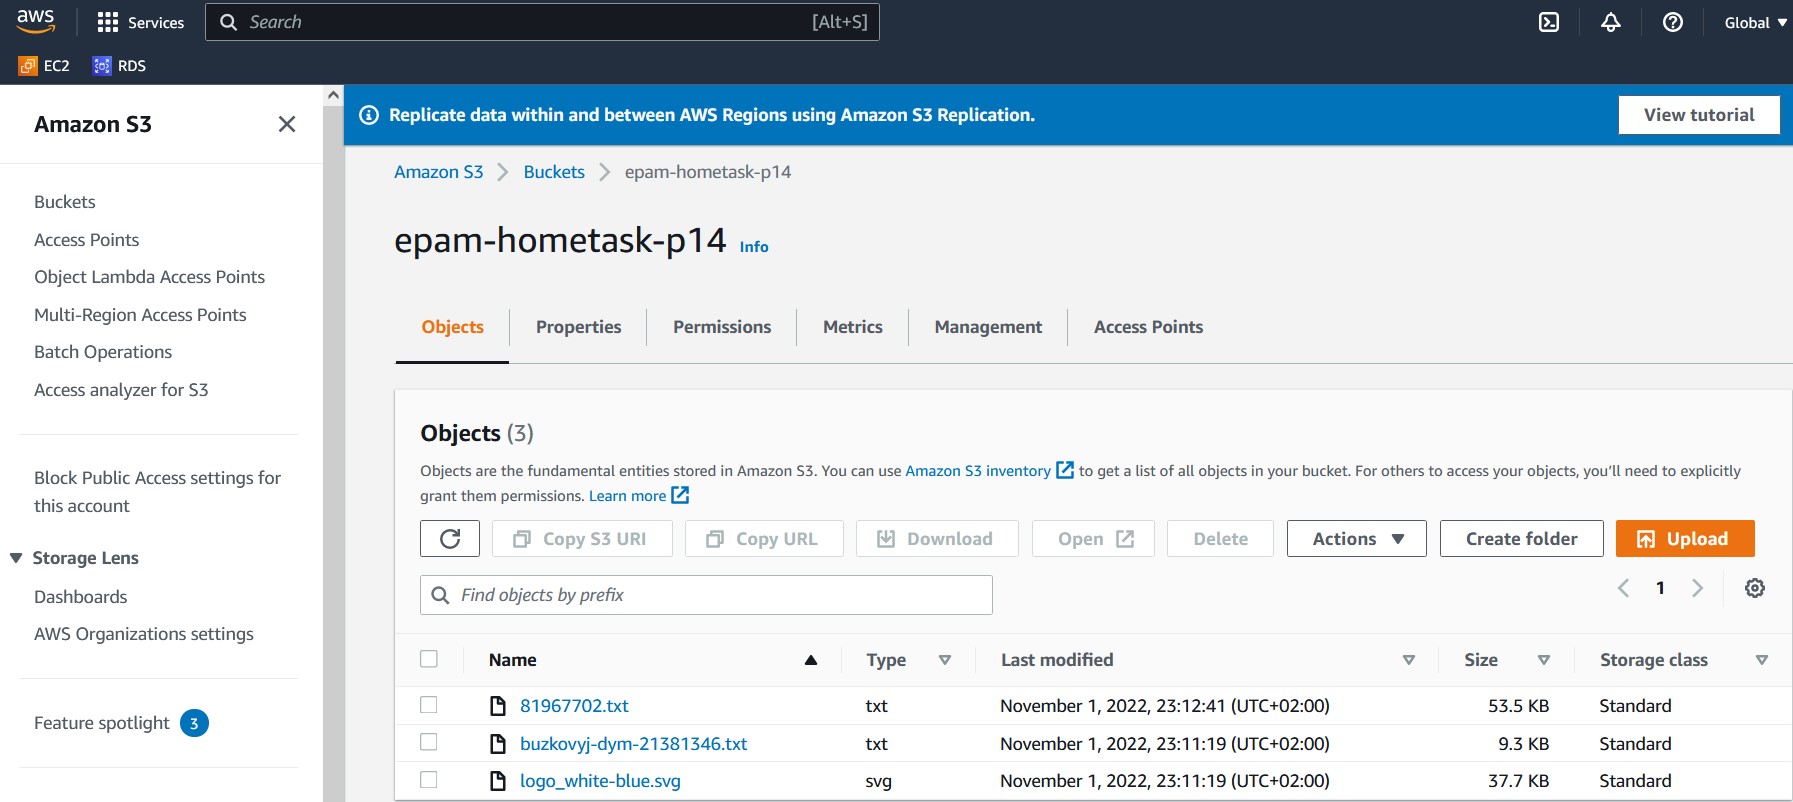 aws
Services
Search [Alt+S]
Global
EC2 RDS
Amazon S3
Buckets
Access Points
Object Lambda Access Points
Multi-Region Access Points
Batch Operations
Access analyzer for S3
Block Public Access settings for
this account
Storage Lens
Dashboards
AWS Organizations settings
Feature spotlight 3
Replicate data within and between AWS Regions using Amazon S3 Replication.
View tutorial
Amazon S3 Buckets epam-hometask-p14
epam-hometask-p14 Info
Objects Properties Permissions Metrics Management Access Points
Objects (3)
Objects are the fundamental entities stored in Amazon S3. You can use Amazon S3 inventory to get a list of all objects in your bucket. For others to access your objects, you'll need to explicitly
grant them permissions. Learn more
Copy S3 URI Copy URL Download Open Delete Actions Create folder Upload
Find objects by prefix
1
Name Type Last modified Size Storage class
81967702.txt txt November 1, 2022, 23:12:41 (UTC+02:00) 53.5 KB Standard
buzkovyj-dym-21381346.txt txt November 1, 2022, 23:11:19 (UTC+02:00) 9.3 KB Standard
logo_white-blue.svg svg November 1, 2022, 23:11:19 (UTC+02:00) 37.7 KB Standard